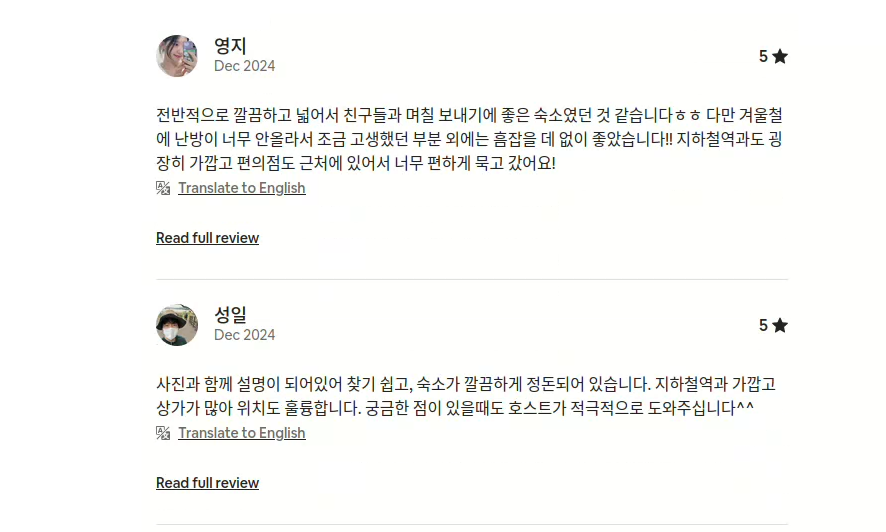 영지
Dec 2024
5
전반적으로 깔끔하고 넓어서 친구들과 며칠 보내기에 좋은 숙소였던 것 같습니다ㅎㅎ 다만 겨울철
에 난방이 너무 안올라서 조금 고생했던 부분 외에는 흠잡을 데 없이 좋았습니다!! 지하철역과도 굉
장히 가깝고 편의점도 근처에 있어서 너무 편하게 묵고 갔어요!
Translate to English
Read full review
성일
Dec 2024
5
사진과 함께 설명이 되어있어 찾기 쉽고, 숙소가 깔끔하게 정돈되어 있습니다. 지하철역과 가깝고
상가가 많아 위치도 훌륭합니다. 궁금한 점이 있을때도 호스트가 적극적으로 도와주십니다^^
Translate to English
Read full review